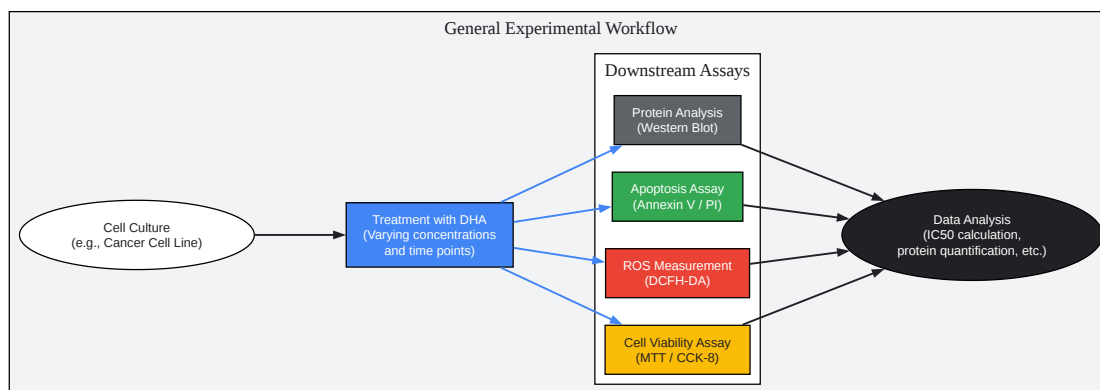 General Experimental Workflow
Downstream Assays
Protein Analysis
(Western Blot)
Apoptosis Assay
(Annexin V / PI)
Cell Culture
(e.g., Cancer Cell Line)
Treatment with DHA
(Varying concentrations
and time points)
Data Analysis
(IC50 calculation,
protein quantification, etc.)
ROS Measurement
(DCFH-DA)
Cell Viability Assay
(MTT / CCK-8)